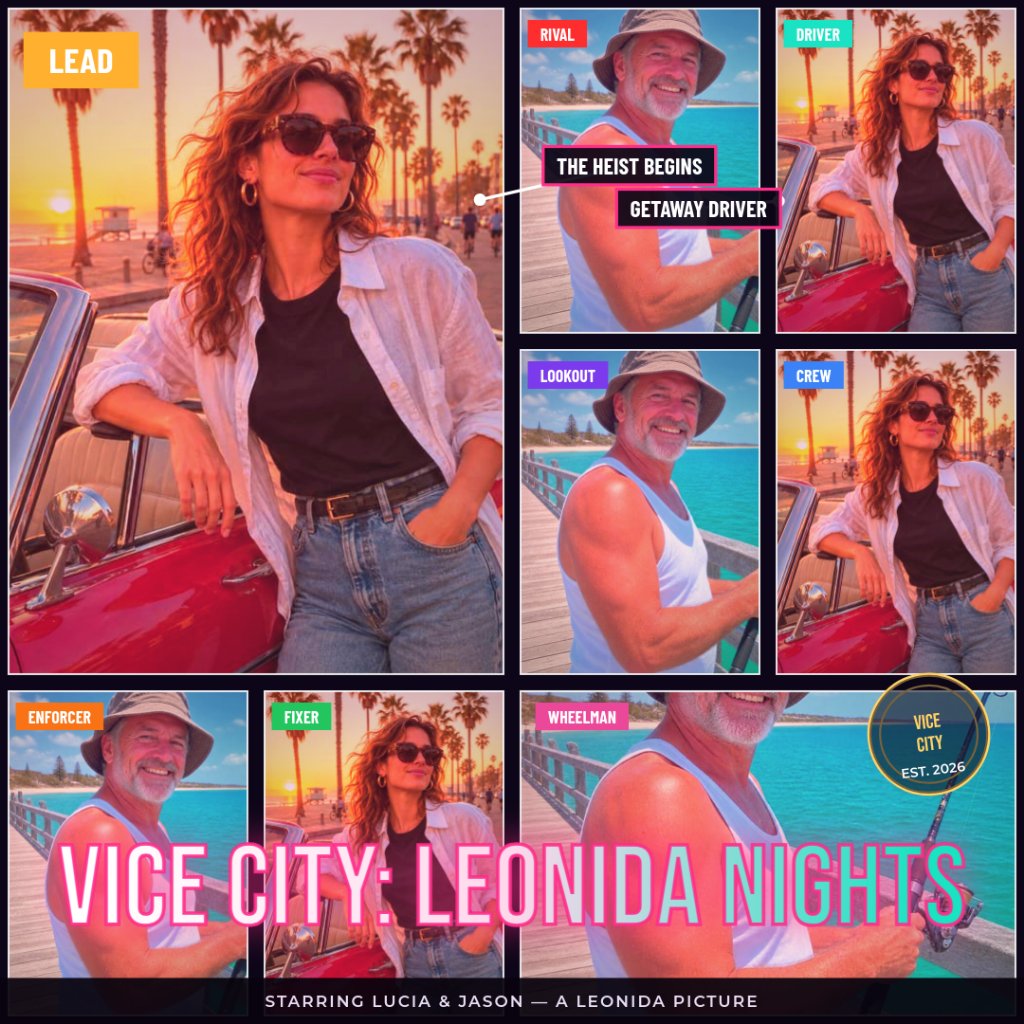 LEAD
RIVAL
DRIVER
THE HEIST BEGINS
GETAWAY DRIVER
LOOKOUT
CREW
ENFORCER
FIXER
WHEELMAN
VICE
CITY
EST. 2026
VICE CITY: LEONIDA NIGHTS
STARRING LUCIA & JASON — A LEONIDA PICTURE